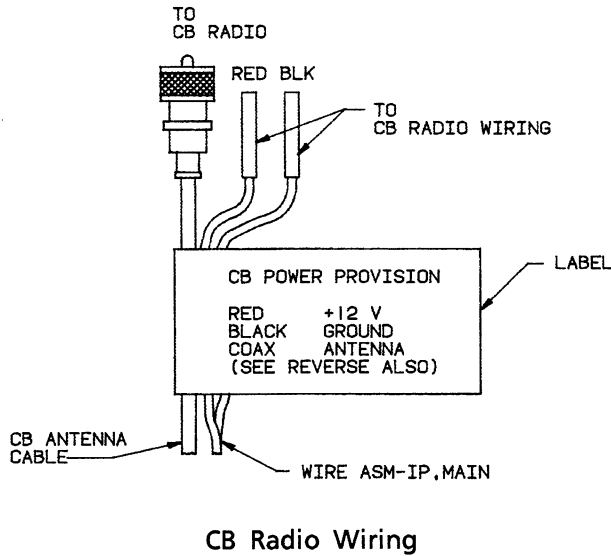 TO
CB RADIO
RED BLK
TO
CB RADIO WIRING
CB POWER PROVISION
RED +12 V
BLACK GROUND
COAX ANTENNA
(SEE REVERSE ALSO)
LABEL
CB ANTENNA
CABLE
WIRE ASM-IP,MAIN
CB Radio Wiring